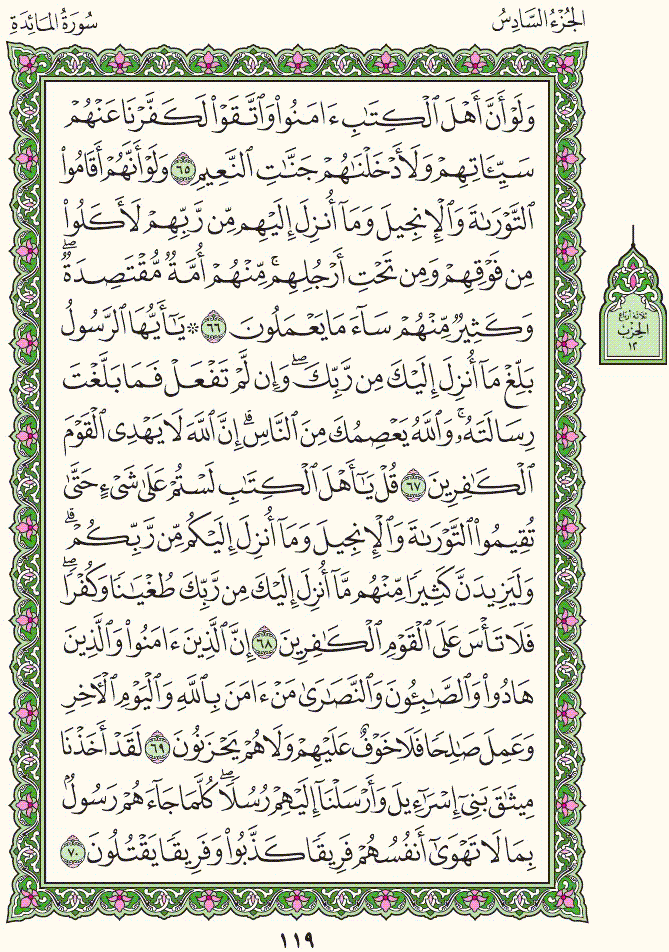 الجُزْءُ السَّادِسُ
سُورَةُ المَائِدَةِ
وَلَوْ أَنَّ أَهْلَ ٱلْكِتَٰبِ ءَامَنُوا۟ وَٱتَّقَوْا۟ لَكَفَّرْنَا عَنْهُمْ
سَيِّـَٔاتِهِمْ وَلَأَدْخَلْنَٰهُمْ جَنَّٰتِ ٱلنَّعِيمِ ٦٥ وَلَوْ أَنَّهُمْ أَقَامُوا۟
ٱلتَّوْرَىٰةَ وَٱلْإِنجِيلَ وَمَآ أُنزِلَ إِلَيْهِم مِّن رَّبِّهِمْ لَأَكَلُوا۟
مِن فَوْقِهِمْ وَمِن تَحْتِ أَرْجُلِهِم ۚ مِّنْهُمْ أُمَّةٌ مُّقْتَصِدَةٌ ۖ
وَكَثِيرٌ مِّنْهُمْ سَآءَ مَا يَعْمَلُونَ ٦٦ ۞ يَٰٓأَيُّهَا ٱلرَّسُولُ
بَلِّغْ مَآ أُنزِلَ إِلَيْكَ مِن رَّبِّكَ ۖ وَإِن لَّمْ تَفْعَلْ فَمَا بَلَّغْتَ
رِسَالَتَهُۥ ۚ وَٱللَّهُ يَعْصِمُكَ مِنَ ٱلنَّاسِ ۗ إِنَّ ٱللَّهَ لَا يَهْدِى ٱلْقَوْمَ
ٱلْكَٰفِرِينَ ٦٧ قُلْ يَٰٓأَهْلَ ٱلْكِتَٰبِ لَسْتُمْ عَلَىٰ شَىْءٍ حَتَّىٰ
تُقِيمُوا۟ ٱلتَّوْرَىٰةَ وَٱلْإِنجِيلَ وَمَآ أُنزِلَ إِلَيْكُم مِّن رَّبِّكُمْ ۗ
وَلَيَزِيدَنَّ كَثِيرًا مِّنْهُم مَّآ أُنزِلَ إِلَيْكَ مِن رَّبِّكَ طُغْيَٰنًا وَكُفْرًا ۖ
فَلَا تَأْسَ عَلَى ٱلْقَوْمِ ٱلْكَٰفِرِينَ ٦٨ إِنَّ ٱلَّذِينَ ءَامَنُوا۟ وَٱلَّذِينَ
هَادُوا۟ وَٱلصَّٰبِـُٔونَ وَٱلنَّصَٰرَىٰ مَنْ ءَامَنَ بِٱللَّهِ وَٱلْيَوْمِ ٱلْـَٔاخِرِ
وَعَمِلَ صَٰلِحًا فَلَا خَوْفٌ عَلَيْهِمْ وَلَا هُمْ يَحْزَنُونَ ٦٩ لَقَدْ أَخَذْنَا
مِيثَٰقَ بَنِىٓ إِسْرَٰٓءِيلَ وَأَرْسَلْنَآ إِلَيْهِمْ رُسُلًا ۖ كُلَّمَا جَآءَهُمْ رَسُولٌۢ
بِمَا لَا تَهْوَىٰٓ أَنفُسُهُمْ فَرِيقًا كَذَّبُوا۟ وَفَرِيقًا يَقْتُلُونَ ٧٠
ثلاثة أرباع
الحزب
١٢
١١٩